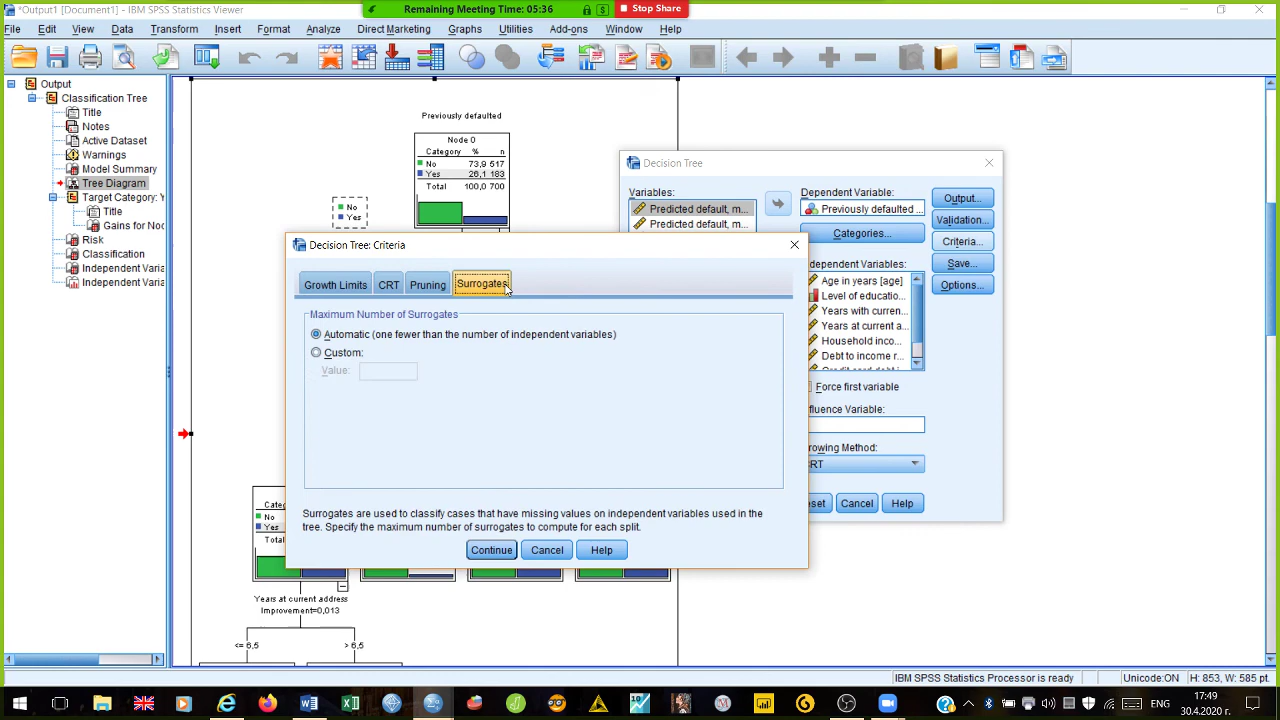 *Output1 [Document1] - IBM SPSS Statistics Viewer
Remaining Meeting Time: 05:36
Stop Share
File Edit View Data Transform Insert Format Analyze Direct Marketing Graphs Utilities Add-ons Window Help
Output
Classification Tree
Title
Notes
Active Dataset
Warnings
Model Summary
Tree Diagram
Target Category: Y
Title
Gains for Nod
Risk
Classification
Independent Varia
Independent Varia
Previously defaulted
Node 0
Category % n
No 73,9 517
Yes 26,1 183
Total 100,0 700
No
Yes
Decision Tree
Variables:
Predicted default, m...
Predicted default, m...
Dependent Variable:
Previously defaulted ...
Categories...
Output...
Validation...
Criteria...
Save...
Options...
dependent Variables:
Age in years [age]
Level of educatio...
Years with curren...
Years at current a...
Household inco...
Debt to income r...
Force first variable
fluence Variable:
rowing Method:
CRT
set
Cancel
Help
Decision Tree: Criteria
Growth Limits CRT Pruning Surrogates
Maximum Number of Surrogates
Automatic (one fewer than the number of independent variables)
Custom:
Value:
Surrogates are used to classify cases that have missing values on independent variables used in the
tree. Specify the maximum number of surrogates to compute for each split.
Continue Cancel Help
Categ
No
Yes
Total
Years at current address
Improvement=0,013
<= 6,5 > 6,5
IBM SPSS Statistics Processor is ready
Unicode:ON
H: 853, W: 585 pt.
ENG
17:49
30.4.2020 г.